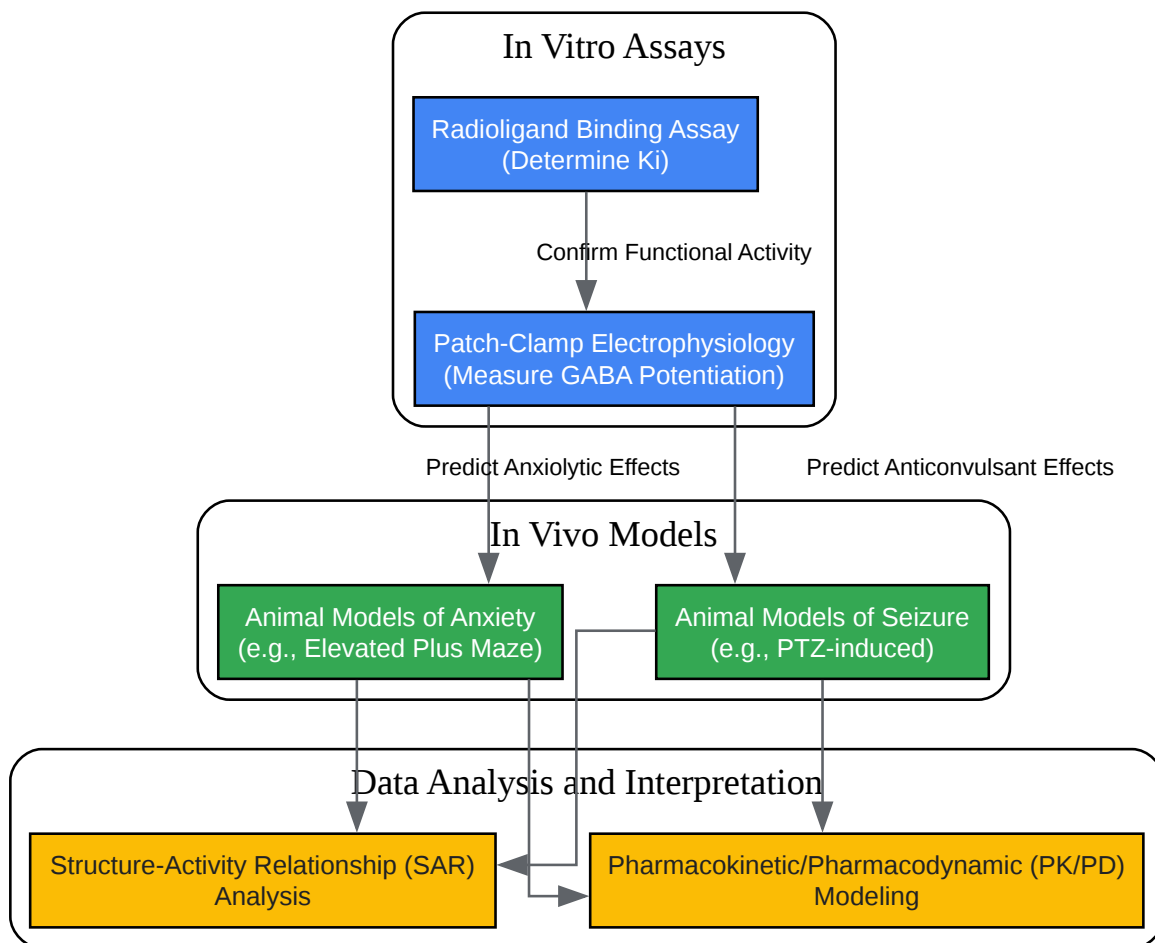 In Vitro Assays
Radioligand Binding Assay
(Determine Ki)
Confirm Functional Activity
Patch-Clamp Electrophysiology
(Measure GABA Potentiation)
Predict Anxiolytic Effects
Predict Anticonvulsant Effects
In Vivo Models
Animal Models of Anxiety
(e.g., Elevated Plus Maze)
Animal Models of Seizure
(e.g., PTZ-induced)
Data Analysis and Interpretation
Structure-Activity Relationship (SAR)
Analysis
Pharmacokinetic/Pharmacodynamic (PK/PD)
Modeling